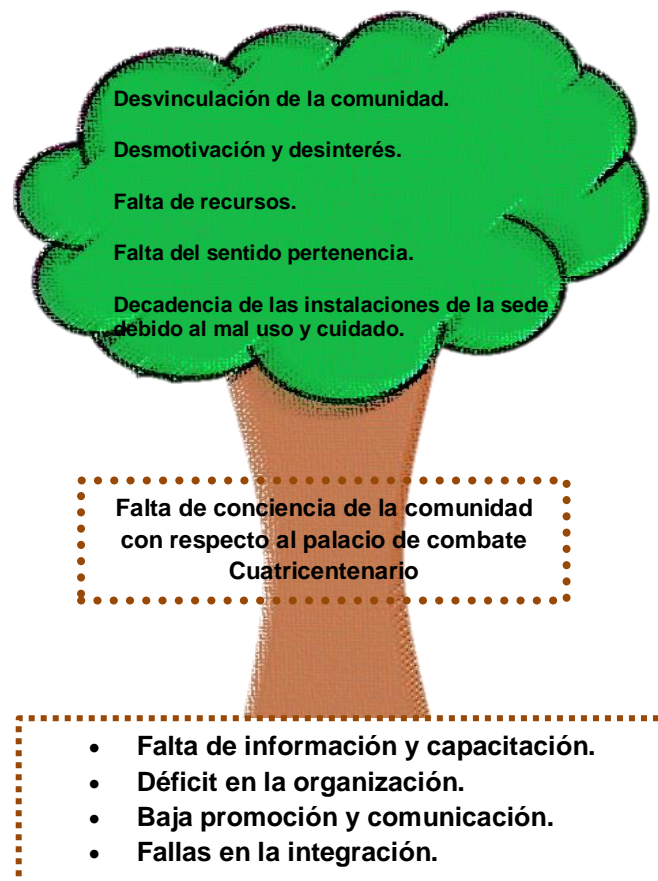 Desvinculación de la comunidad.
Desmotivación y desinterés.
Falta de recursos.
Falta del sentido pertenencia.
Decadencia de las instalaciones de la sede
debido al mal uso y cuidado.
Falta de conciencia de la comunidad
con respecto al palacio de combate
Cuatricentenario
• Falta de información y capacitación.
• Déficit en la organización.
• Baja promoción y comunicación.
• Fallas en la integración.